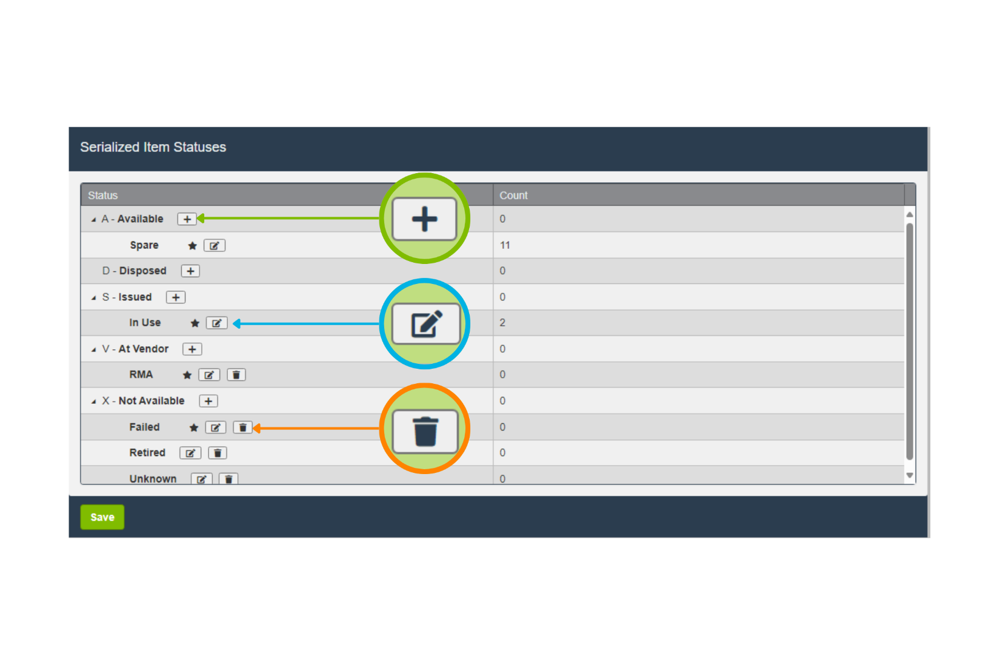 Serialized Item Statuses
Status Count
A - Available 0
Spare 11
D - Disposed 0
S - Issued 0
In Use 2
V - At Vendor 0
RMA 0
X - Not Available 0
Failed 0
Retired 0
Unknown 0
Save